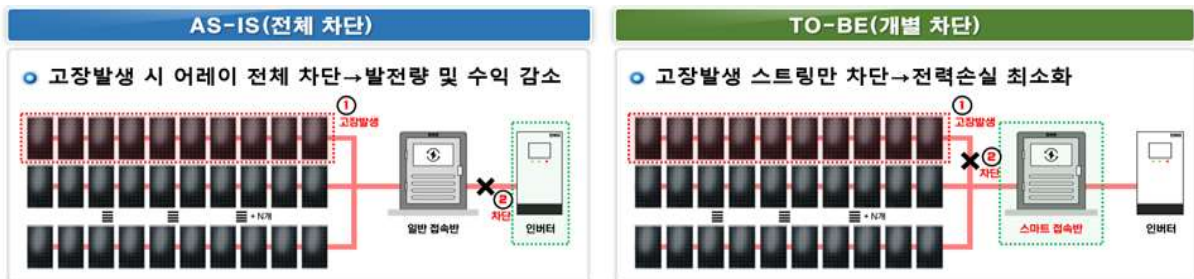 AS-IS(전체 차단)
고장발생 시 어레이 전체 차단→발전량 및 수익 감소
①
고장발생
+ N개
②
차단
일반 접속반
인버터
TO-BE(개별 차단)
고장발생 스트링만 차단→전력손실 최소화
①
고장발생
②
차단
+ N개
스마트 접속반
인버터